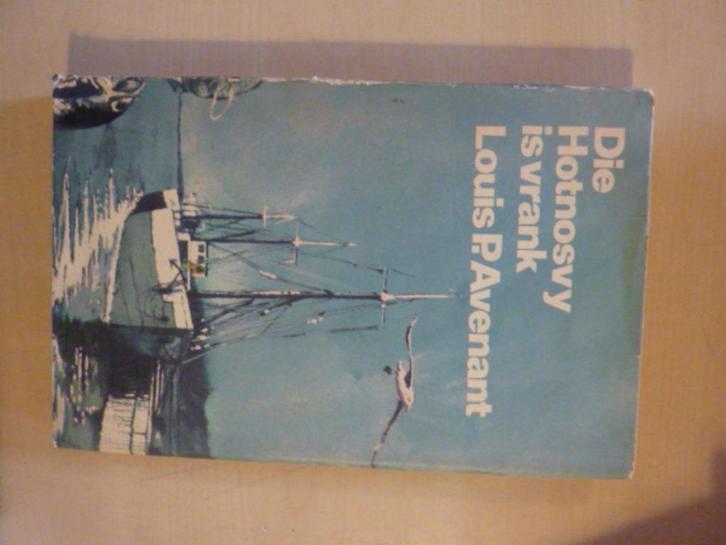 Die
Hotnosvy
is vrank
Louis P. Avenant